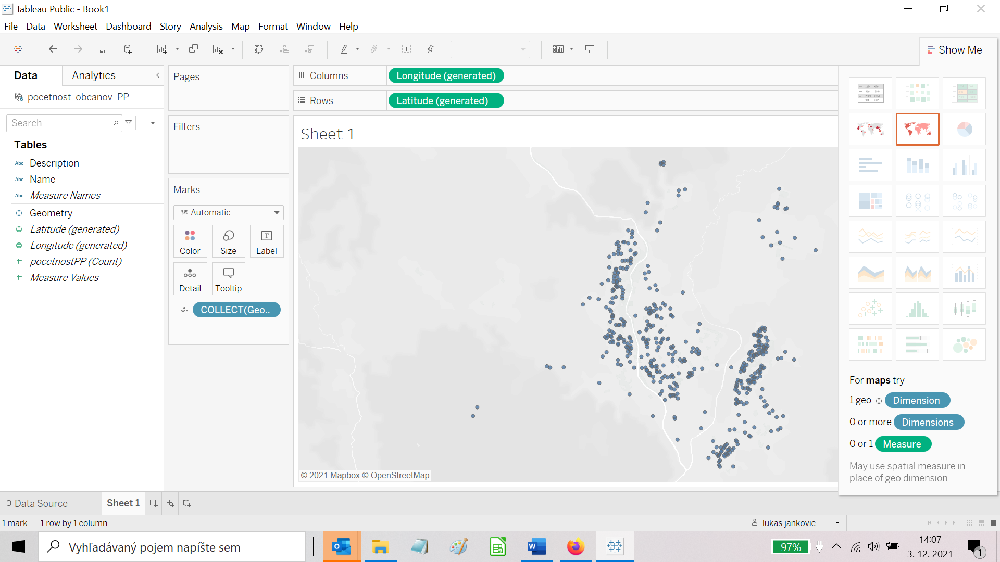 Tableau Public - Book1
File Data Worksheet Dashboard Story Analysis Map Format Window Help
Show Me
Data
Analytics
pocetnost_obcanov_PP
Search
Tables
Abc Description
Abc Name
Abc Measure Names
Geometry
Latitude (generated)
Longitude (generated)
# pocetnostPP (Count)
# Measure Values
Pages
Filters
Marks
Automatic
Color
Size
T
Label
Detail
Tooltip
COLLECT(Geo..
Columns
Longitude (generated)
Rows
Latitude (generated)
Sheet 1
© 2021 Mapbox © OpenStreetMap
For maps try
1 geo Dimension
0 or more Dimensions
0 or 1 Measure
May use spatial measure in
place of geo dimension
Data Source
Sheet 1
1 mark
1 row by 1 column
lukas jankovic
Vyhľadávaný pojem napíšte sem
97%
14:07
3. 12. 2021
1